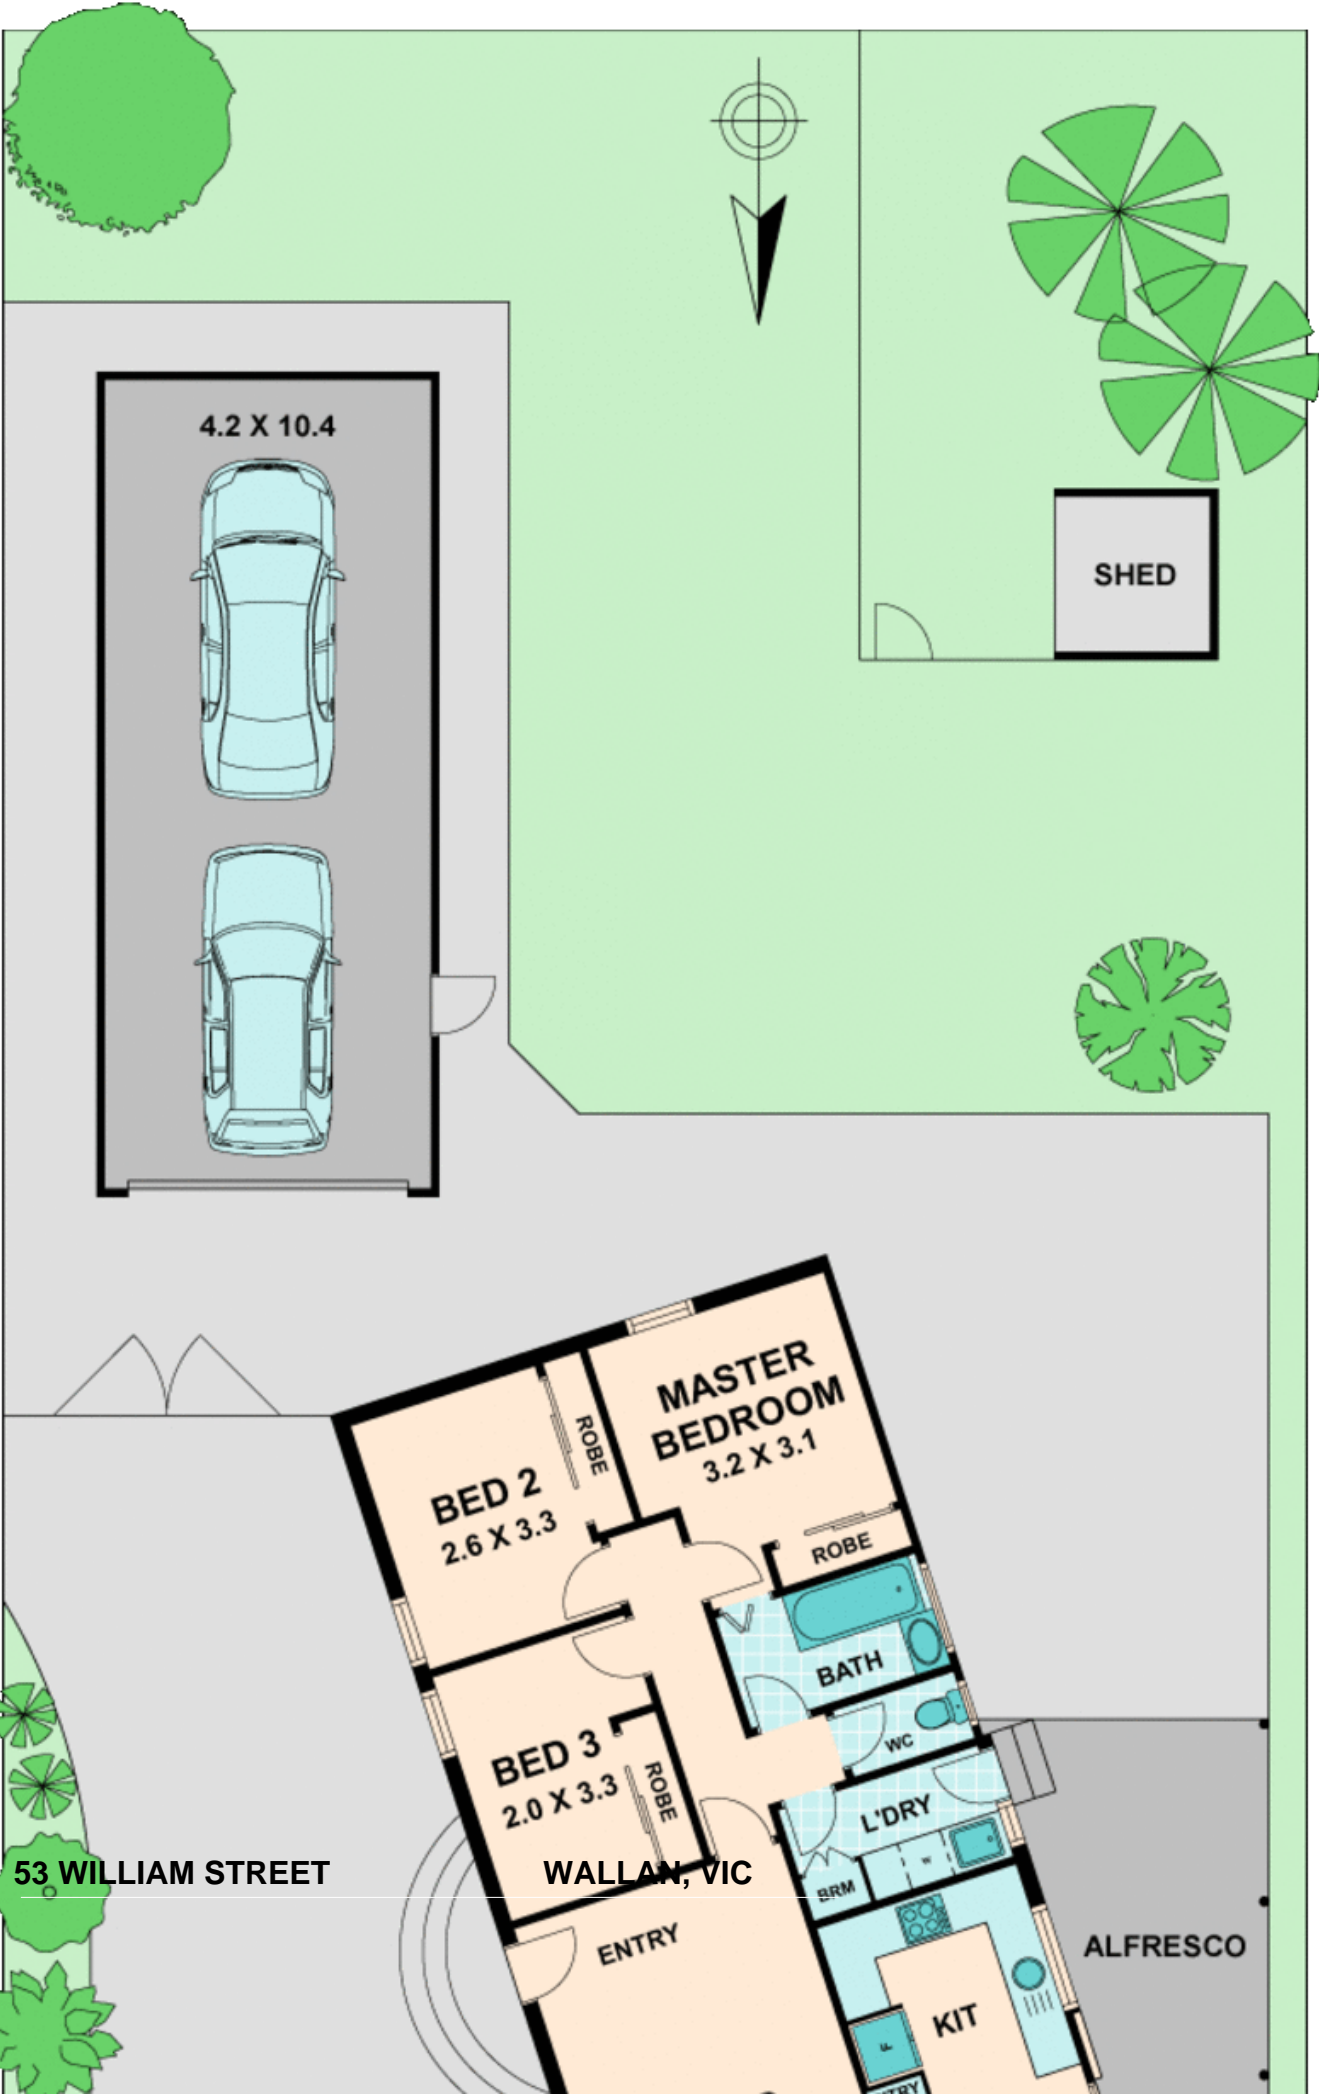 4.2 X 10.4
SHED
MASTER
BEDROOM
3.2 X 3.1
ROBE
BED 2
2.6 X 3.3
ROBE
BATH
WC
BED 3
2.0 X 3.3
ROBE
L'DRY
W
BRM
53 WILLIAM STREET WALLAN, VIC
ENTRY
ALFRESCO
KIT
F